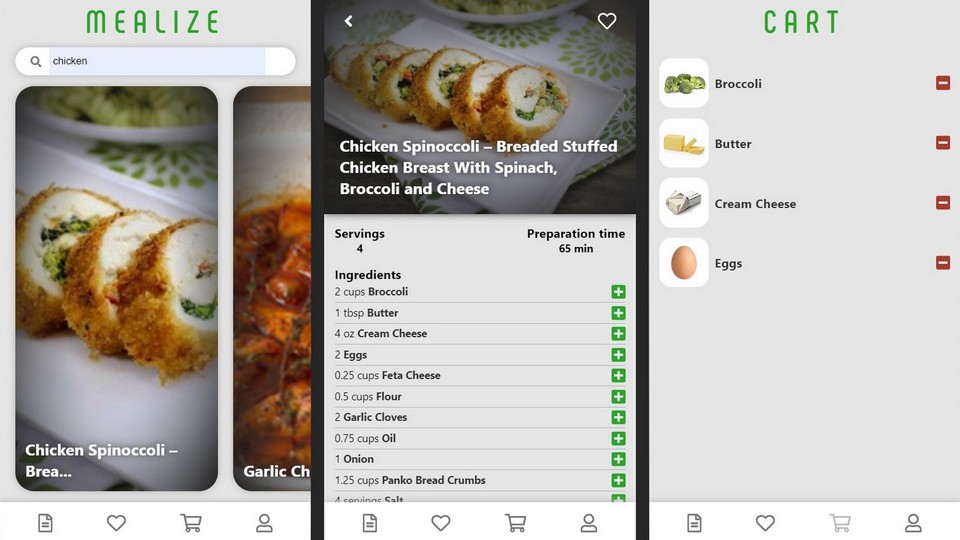 MEALIZE
chicken
Chicken Spinoccoli –
Brea...
Garlic Ch
Chicken Spinoccoli – Breaded Stuffed
Chicken Breast With Spinach,
Broccoli and Cheese
Servings
4
Preparation time
65 min
Ingredients
2 cups Broccoli
1 tbsp Butter
4 oz Cream Cheese
2 Eggs
0.25 cups Feta Cheese
0.5 cups Flour
2 Garlic Cloves
0.75 cups Oil
1 Onion
1.25 cups Panko Bread Crumbs
4 servings Salt
CART
Broccoli
Butter
Cream Cheese
Eggs